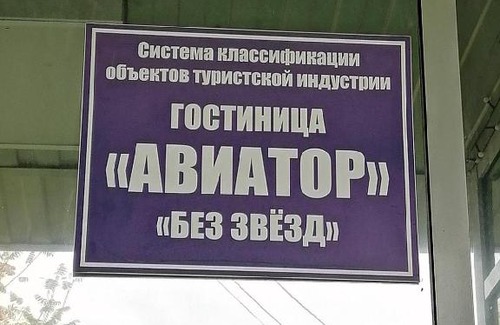 Система классификации
объектов туристской индустрии
ГОСТИНИЦА
«АВИАТОР»
«БЕЗ ЗВЁЗД»